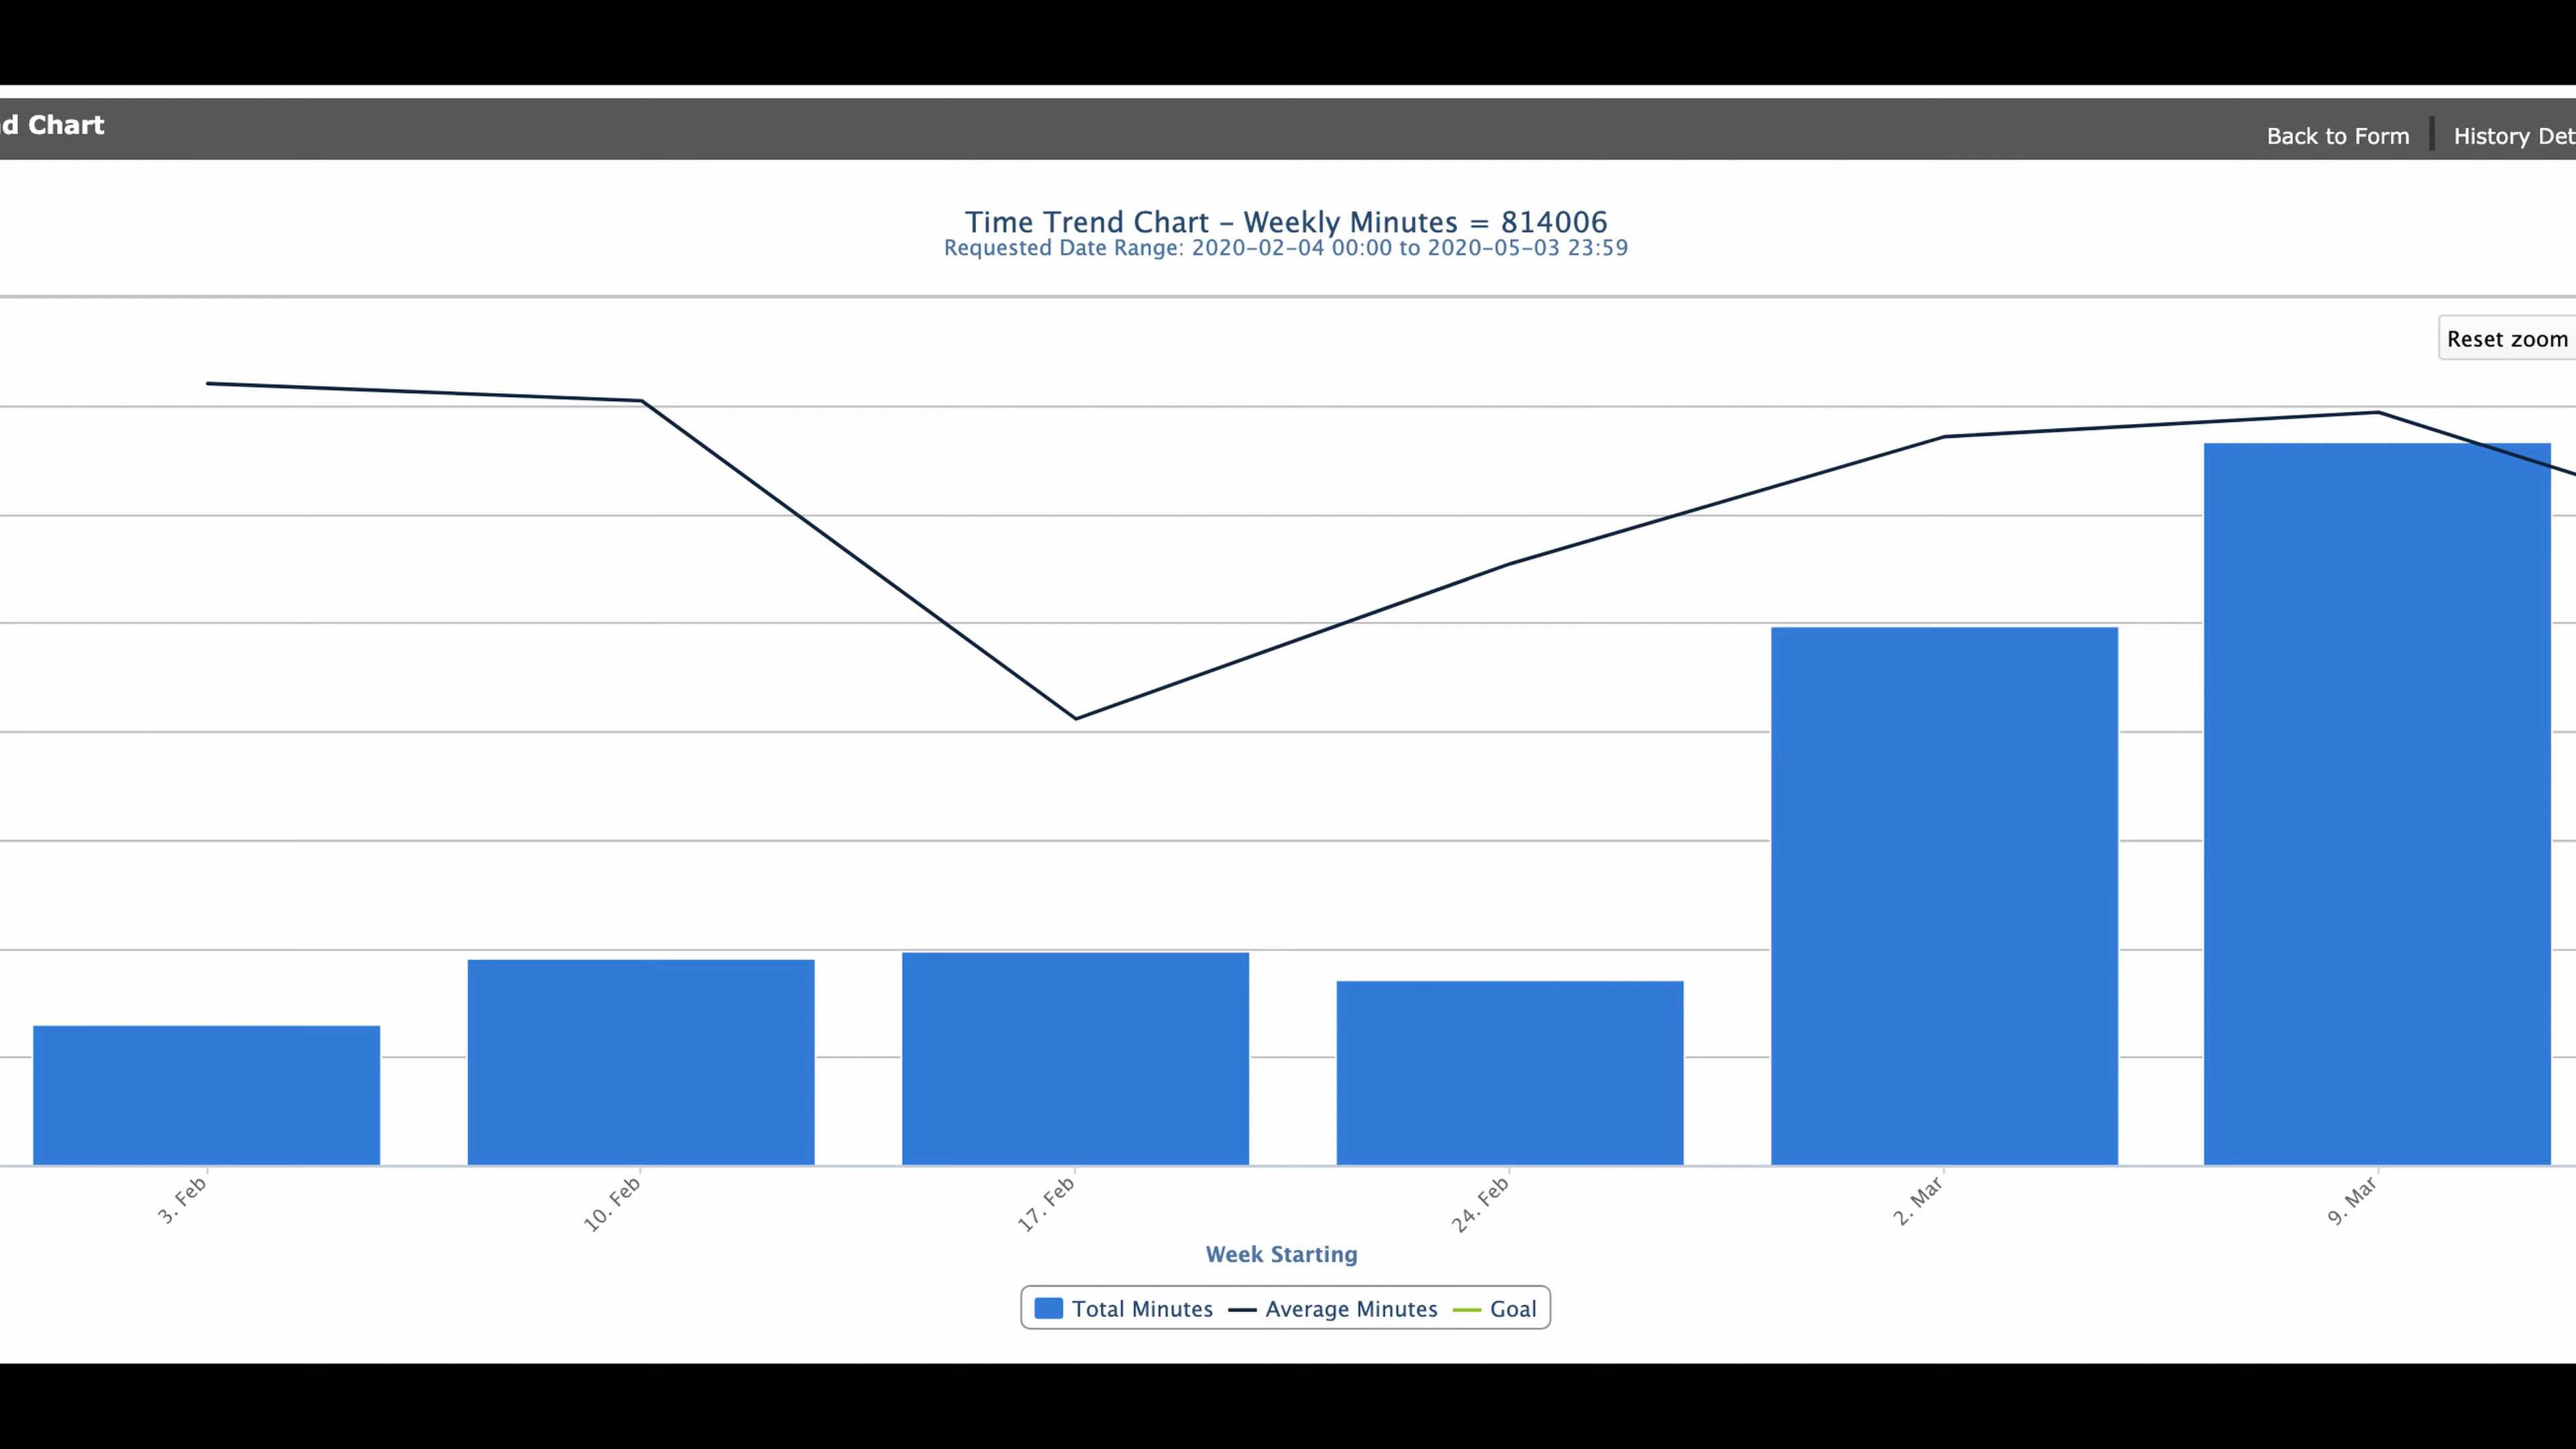 d Chart
Back to Form
History Det
Time Trend Chart – Weekly Minutes = 814006
Requested Date Range: 2020-02-04 00:00 to 2020-05-03 23:59
Reset zoom
3. Feb
10. Feb
17. Feb
24. Feb
2. Mar
9. Mar
Week Starting
Total Minutes
Average Minutes
Goal